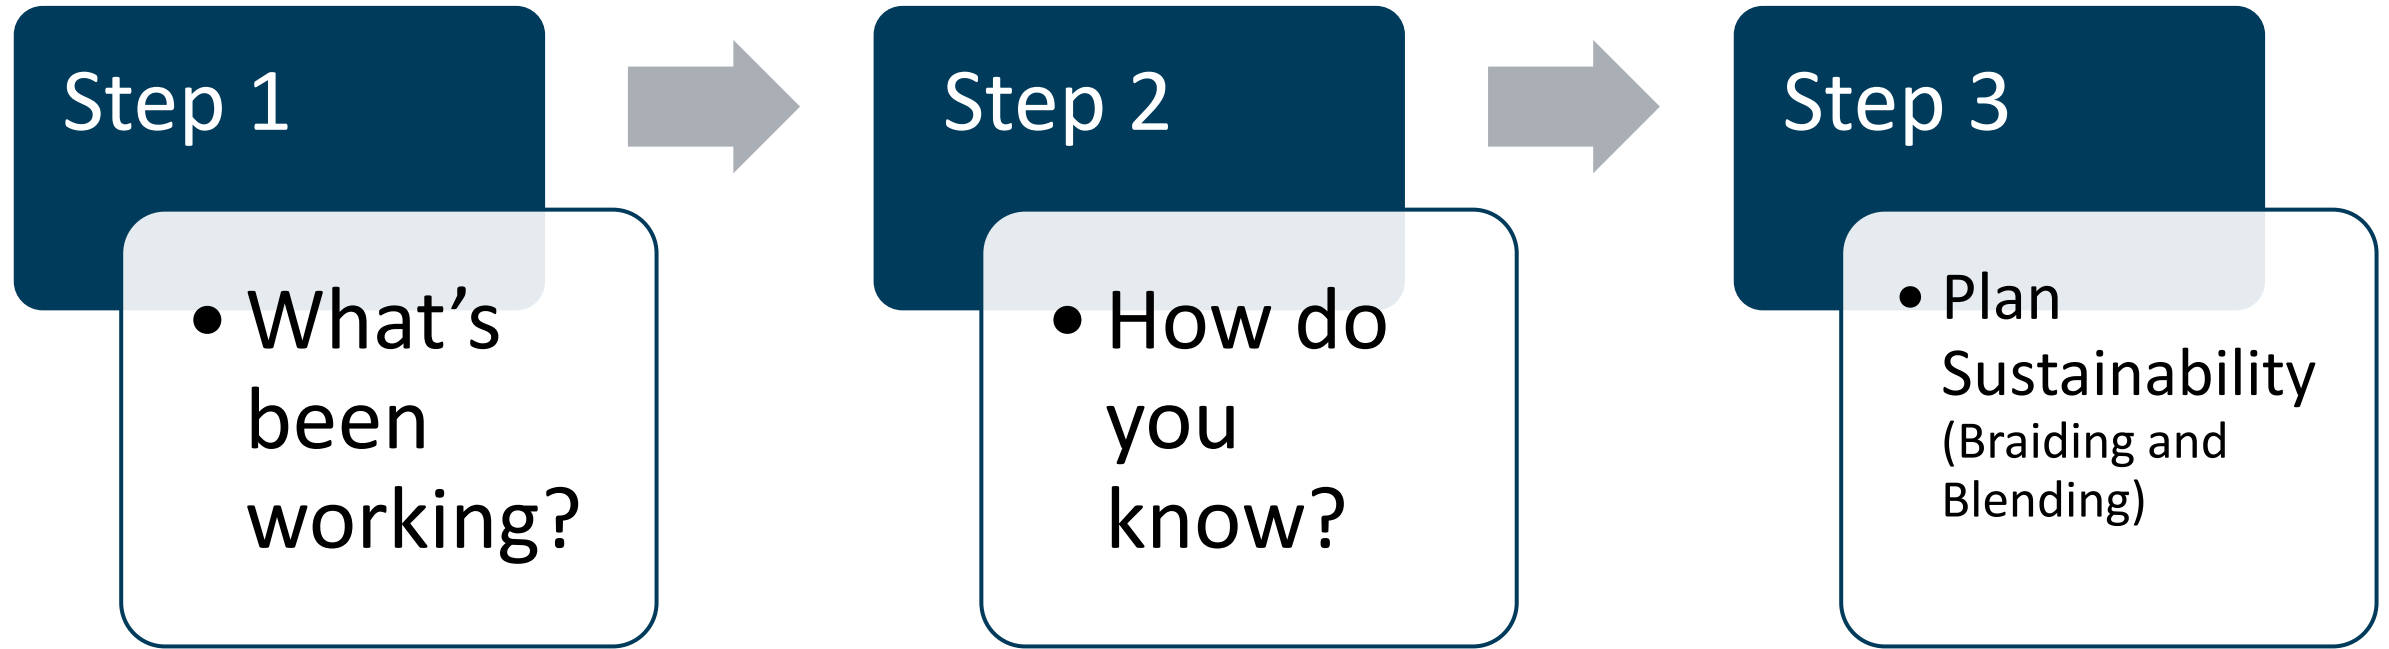 Step 1
• What’s
been
working?
Step 2
• How do
you
know?
Step 3
• Plan
Sustainability
(Braiding and
Blending)